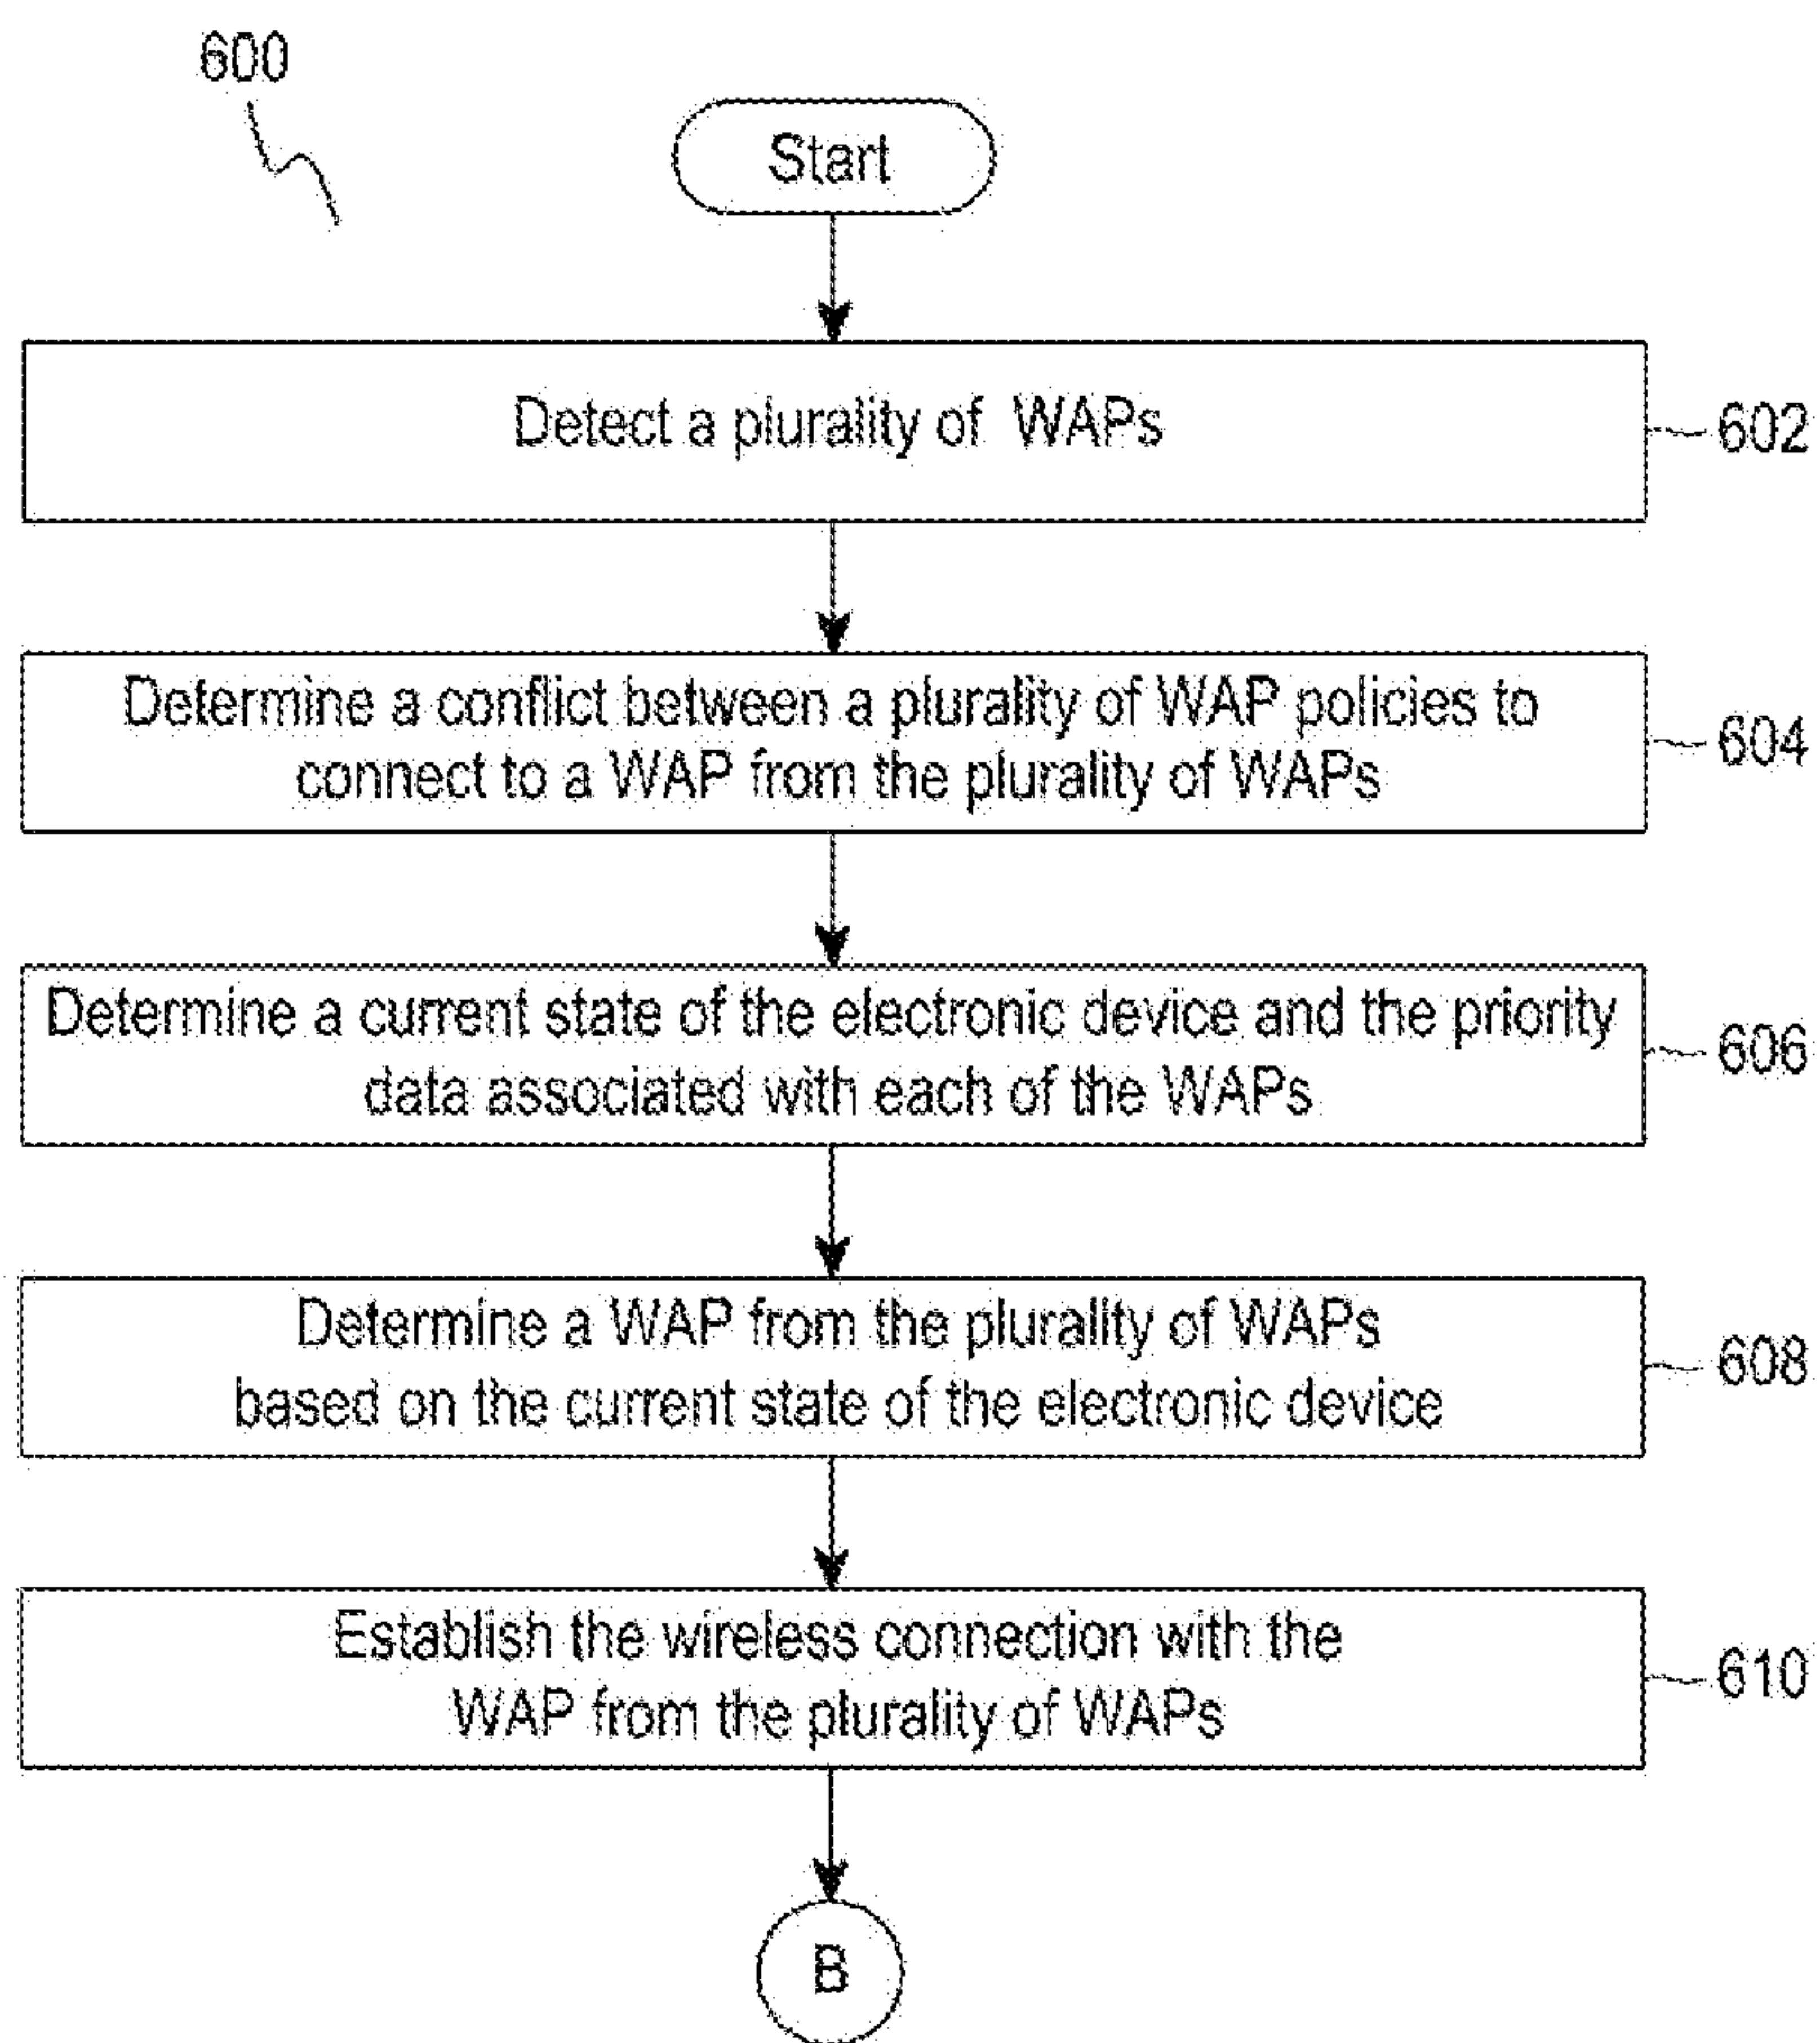 600
Start
Detect a plurality of WAPs
602
Determine a conflict between a plurality of WAP policies to
connect to a WAP from the plurality of WAPs
604
Determine a current state of the electronic device and the priority
data associated with each of the WAPs
606
Determine a WAP from the plurality of WAPs
based on the current state of the electronic device
608
Establish the wireless connection with the
WAP from the plurality of WAPs
610
B